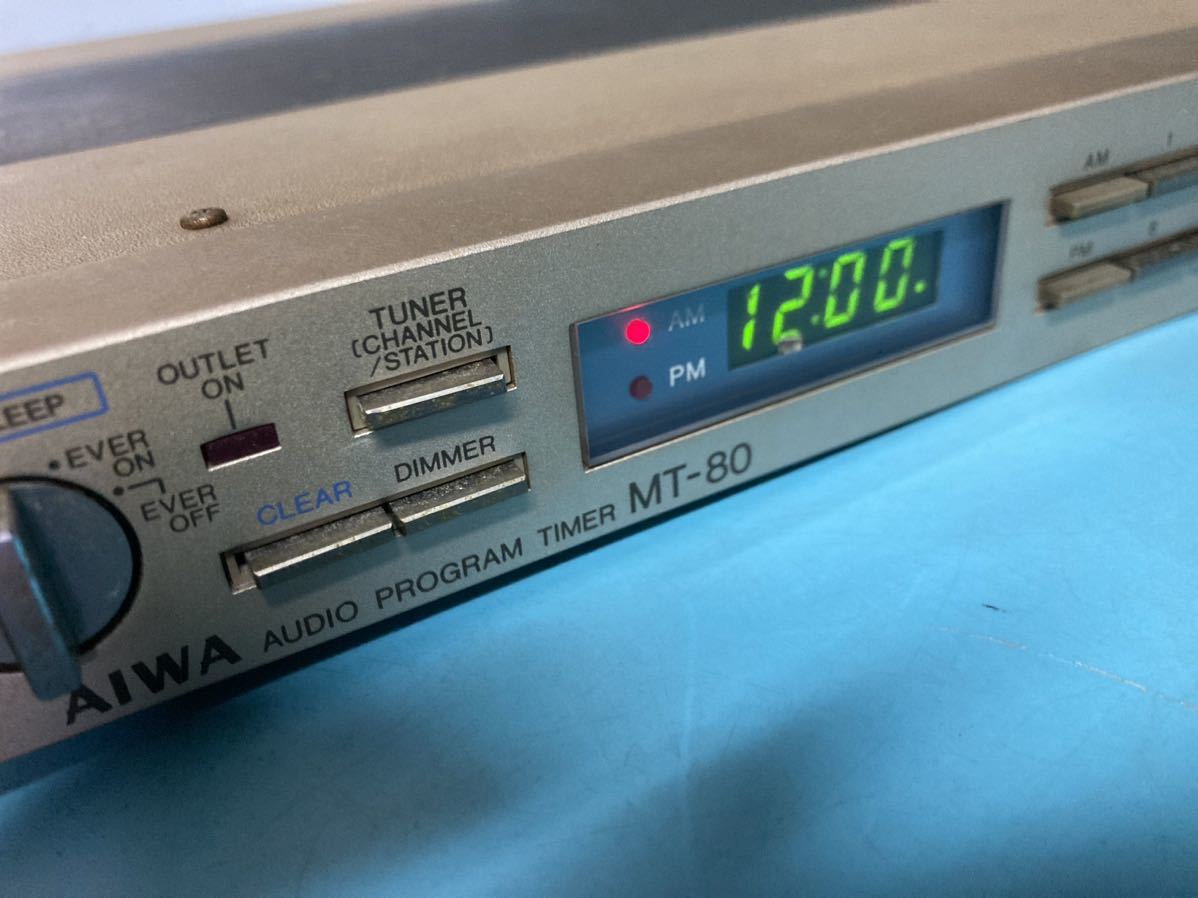 LEEP
EVER
ON
EVER
OFF
OUTLET
ON
TUNER
(CHANNEL
/STATION)
CLEAR
DIMMER
AIWA AUDIO PROGRAM TIMER MT-80
AM
PM
12:00.
AM
1
PM